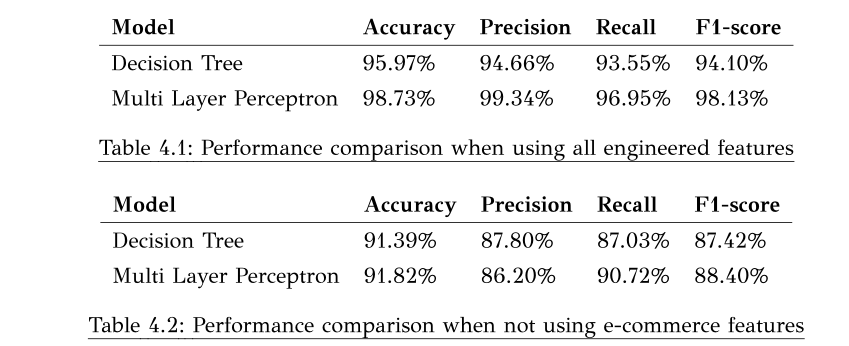 Model Accuracy Precision Recall F1-score
Decision Tree 95.97% 94.66% 93.55% 94.10%
Multi Layer Perceptron 98.73% 99.34% 96.95% 98.13%
Table 4.1: Performance comparison when using all engineered features
Model Accuracy Precision Recall F1-score
Decision Tree 91.39% 87.80% 87.03% 87.42%
Multi Layer Perceptron 91.82% 86.20% 90.72% 88.40%
Table 4.2: Performance comparison when not using e-commerce features